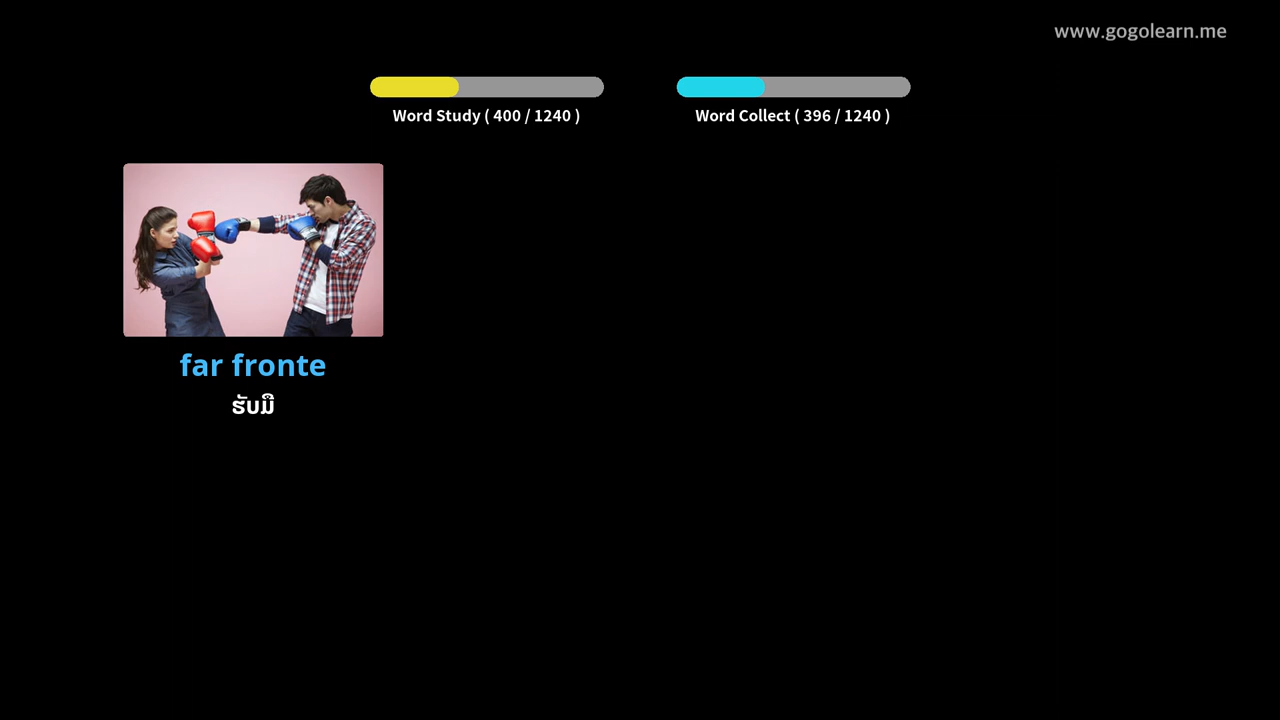 www.gogolearn.me
Word Study ( 400 / 1240 )
Word Collect ( 396 / 1240 )
far fronte
ຮັບມື